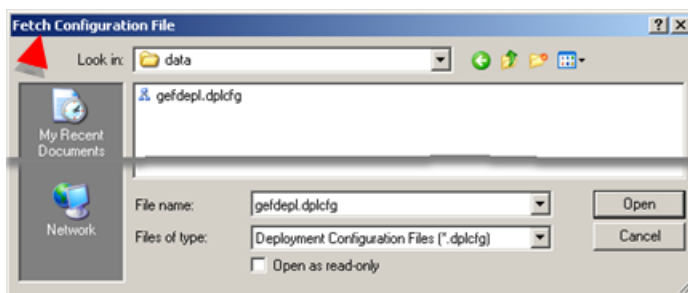 Fetch Configuration File
Look in: data
gefdepl.dplcfg
My Recent
Documents
Network
File name: gefdepl.dplcfg
Open
Files of type: Deployment Configuration Files (*.dplcfg)
Cancel
Open as read-only